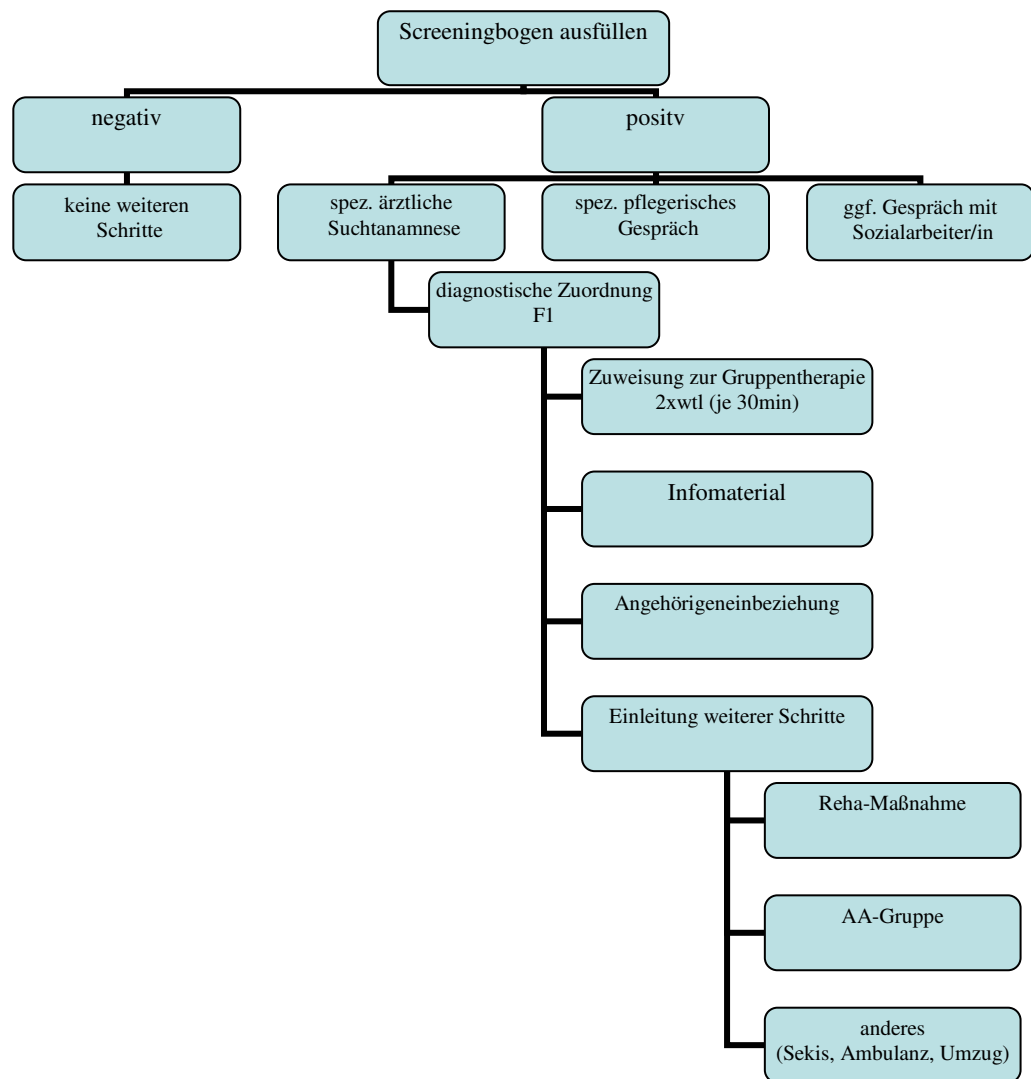 Screeningbogen ausfüllen
negativ
positv
keine weiteren
Schritte
spez. ärztliche
Suchtanamnese
spez. pflegerisches
Gespräch
ggf. Gespräch mit
Sozialarbeiter/in
diagnostische Zuordnung
F1
Zuweisung zur Gruppentherapie
2xwtl (je 30min)
Infomaterial
Angehörigeneinbeziehung
Einleitung weiterer Schritte
Reha-Maßnahme
AA-Gruppe
anderes
(Sekis, Ambulanz, Umzug)